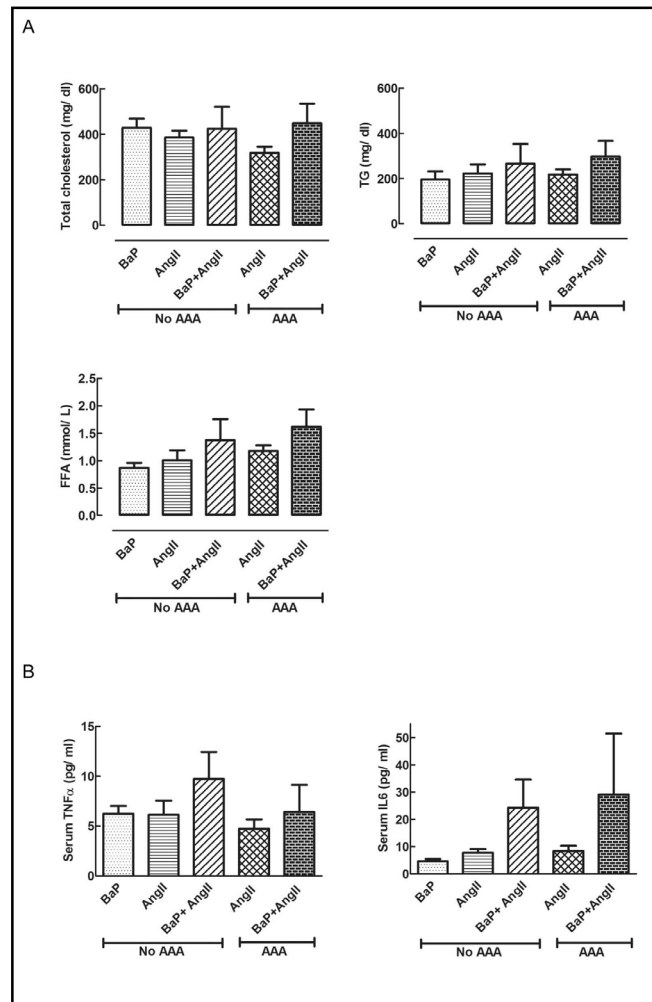 A
Total cholesterol (mg/ dl)
600
400
200
0
BaP
AngII
BaP+AngII
AngII
BaP+AngII
No AAA
AAA
TG (mg/ dl)
600
400
200
0
BaP
AngII
BaP+AngII
AngII
BaP+AngII
No AAA
AAA
FFA (mmol/ L)
2.5
2.0
1.5
1.0
0.5
0.0
BaP
AngII
BaP+AngII
AngII
BaP+AngII
No AAA
AAA
B
Serum TNFα (pg/ ml)
15
10
5
0
BaP
AngII
BaP+ AngII
AngII
BaP+AngII
No AAA
AAA
Serum IL6 (pg/ ml)
50
40
30
20
10
0
BaP
AngII
BaP+ AngII
AngII
BaP+AngII
No AAA
AAA